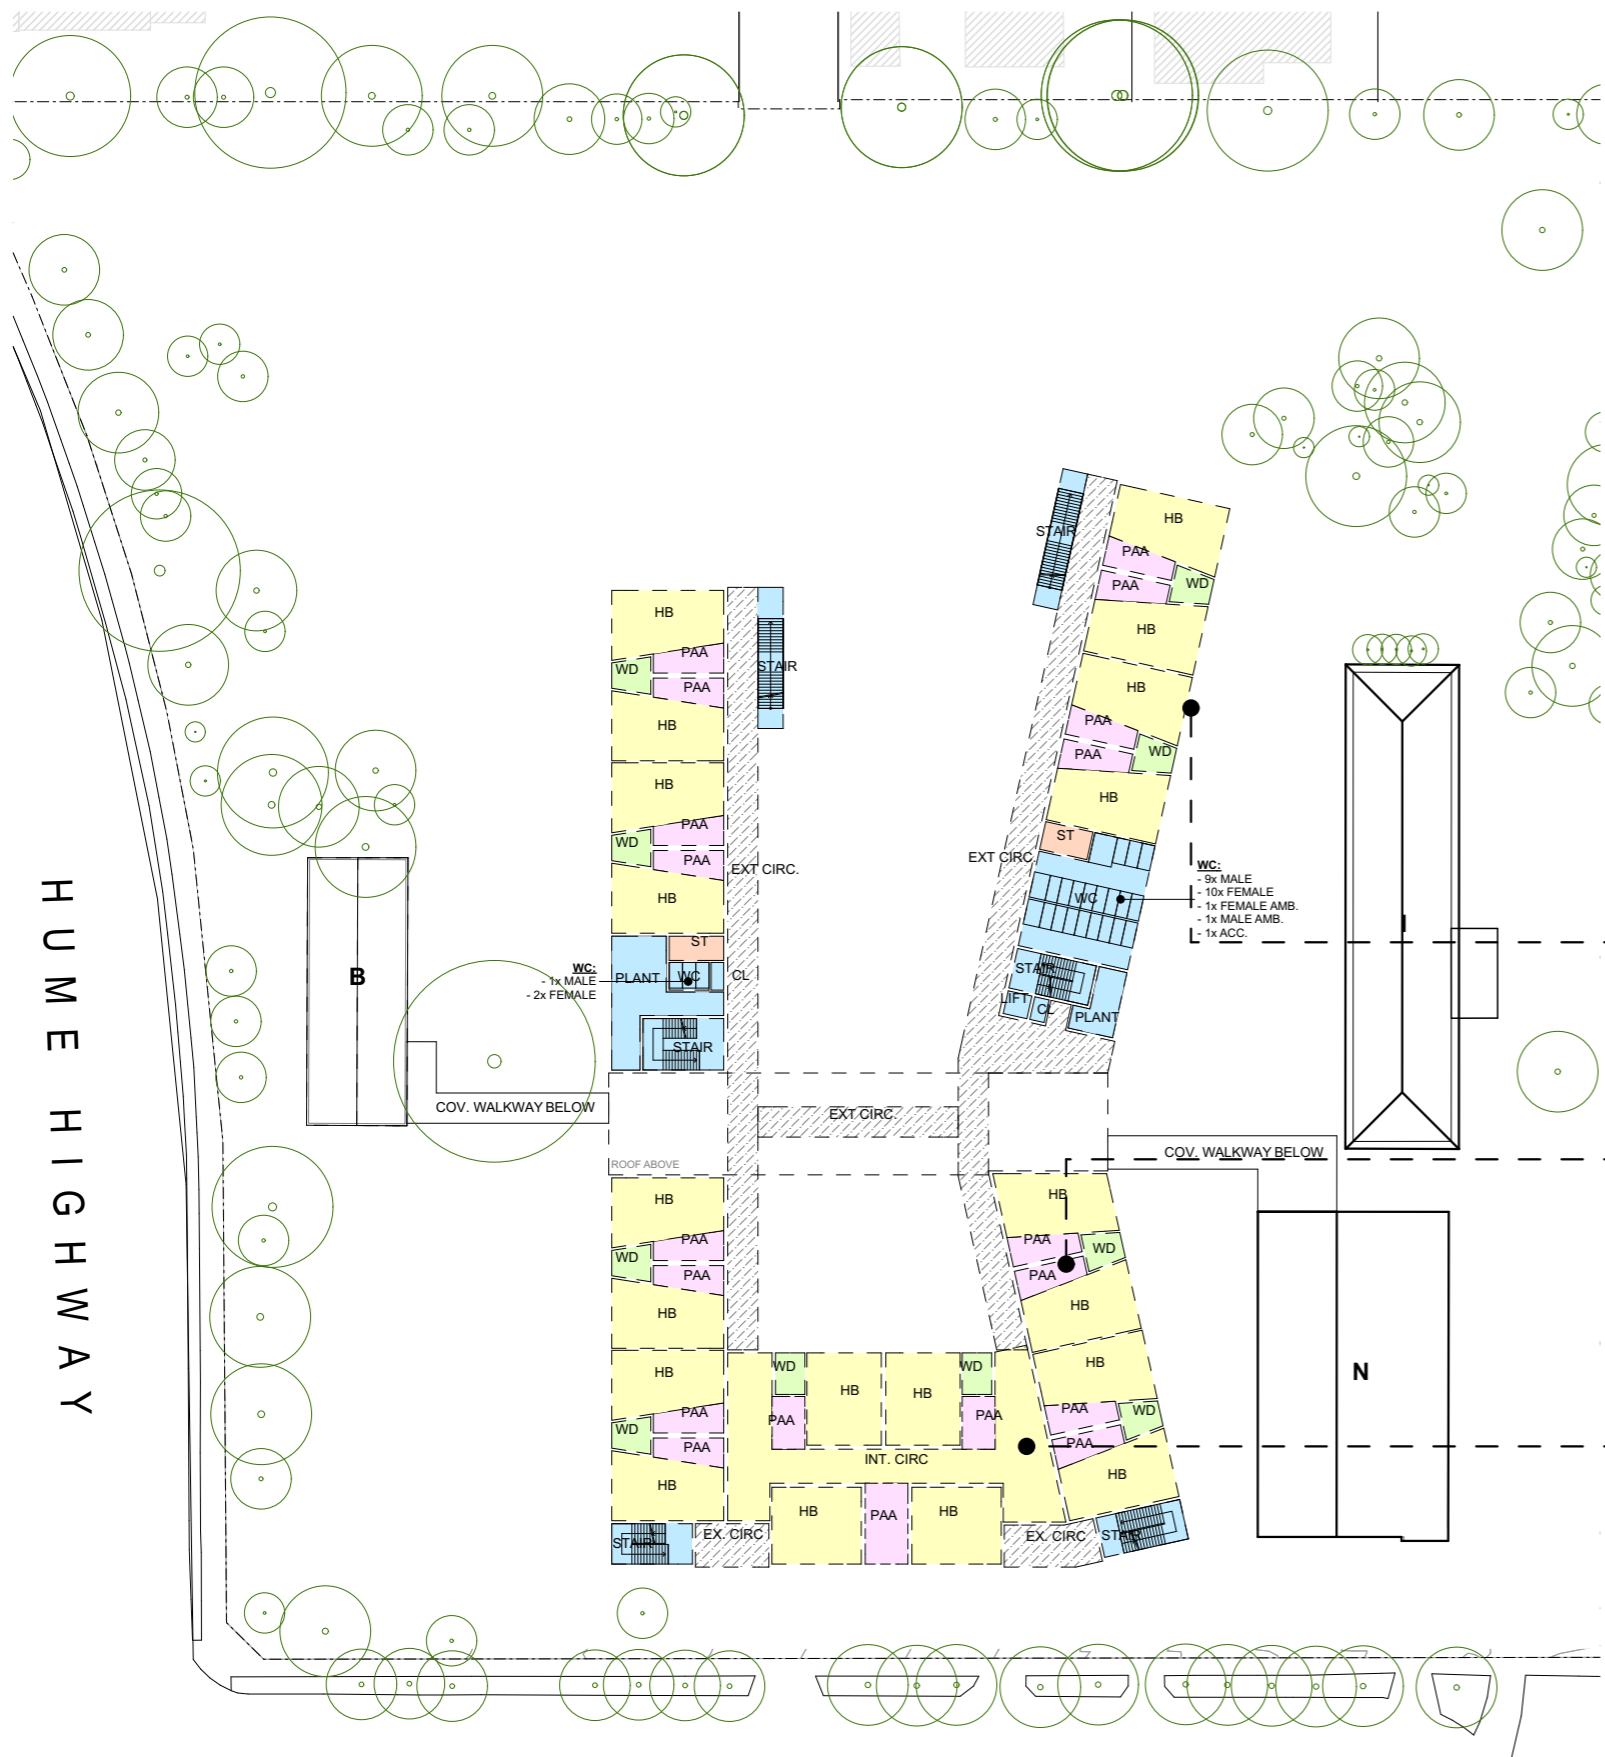 HB
STAIR
PAA
PAA
WD
HB
HB
PAA
PAA
WD
HB
ST
EXT CIRC
WC
WC:
- 9x MALE
- 10x FEMALE
- 1x FEMALE AMB.
- 1x MALE AMB.
- 1x ACC.
STAIR
LIFT
CL
PLANT
HB
PAA
STAIR
WD
PAA
HB
HB
PAA
WD
PAA
EXT CIRC.
HB
ST
PLANT
WC
CL
WC:
- 1x MALE
- 2x FEMALE
STAIR
B
HUME HIGHWAY
COV. WALKWAY BELOW
EXT CIRC.
COV. WALKWAY BELOW
ROOF ABOVE
HB
PAA
WD
PAA
HB
HB
PAA
WD
PAA
HB
STAIR
EX. CIRC
HB
PAA
WD
PAA
HB
HB
PAA
WD
PAA
HB
STAIR
EX. CIRC
WD
HB
HB
WD
PAA
PAA
INT. CIRC
HB
PAA
HB
N